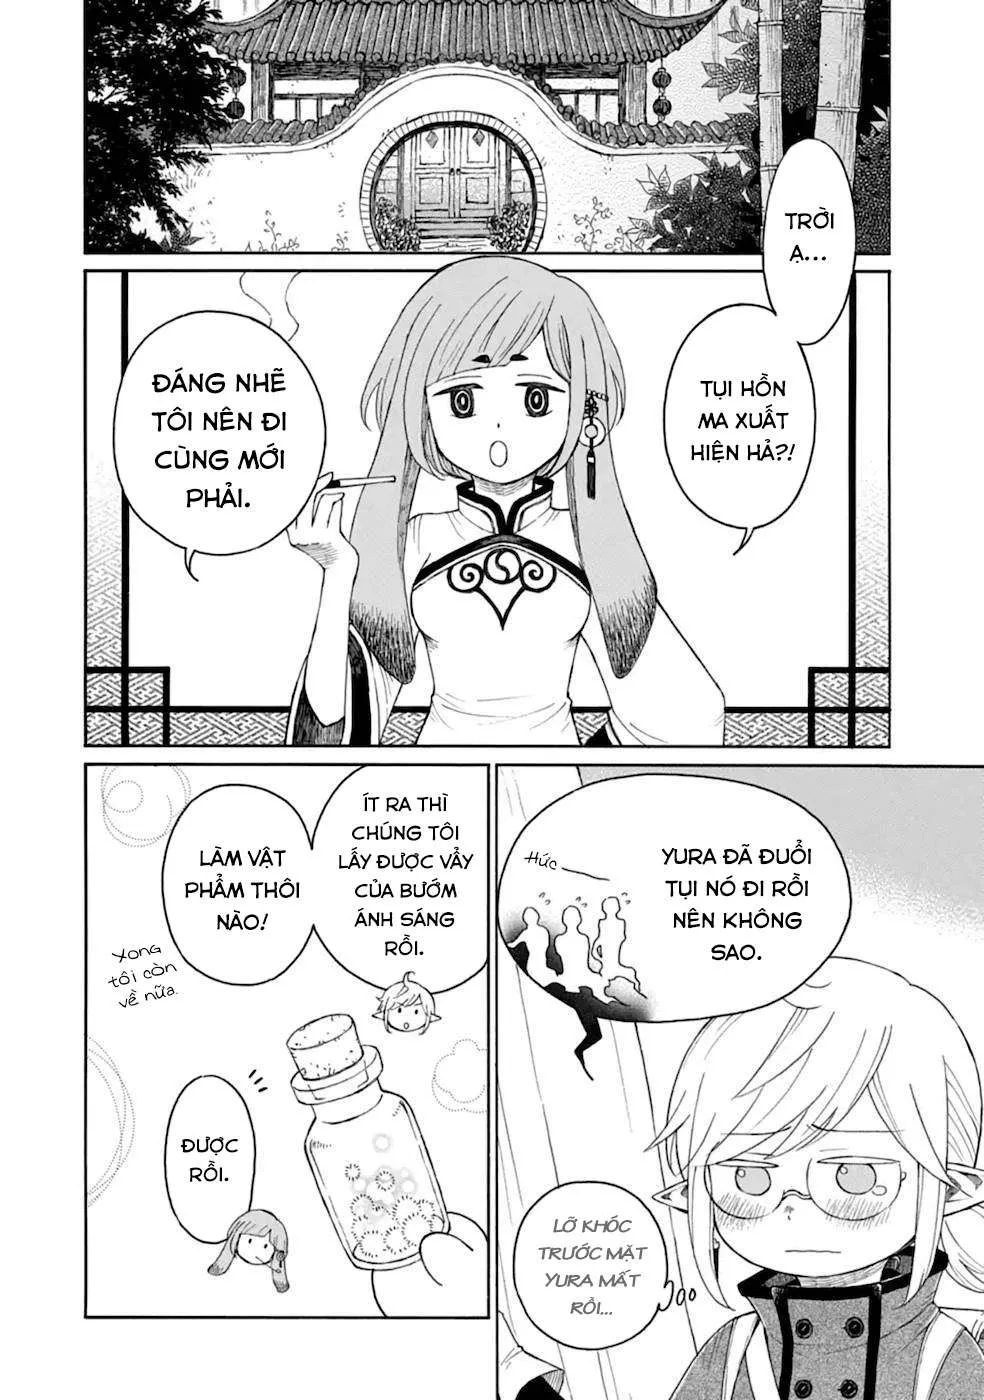 TRỜI
Ạ...
TỤI HỒN
MA XUẤT
HIỆN HẢ?!
ĐÁNG NHẼ
TÔI NÊN ĐI
CÙNG MỚI
PHẢI.
YURA ĐÃ ĐUỔI
TỤI NÓ ĐI RỒI
NÊN KHÔNG
SAO.
Hức
LỠ KHÓC
TRƯỚC MẶT
YURA MẤT
RỒI...
ÍT RA THÌ
CHÚNG TÔI
LẤY ĐƯỢC VẨY
CỦA BƯỚM
ÁNH SÁNG
RỒI.
LÀM VẬT
PHẨM THÔI
NÀO!
Xong
tôi còn
về nữa.
ĐƯỢC
RỒI.